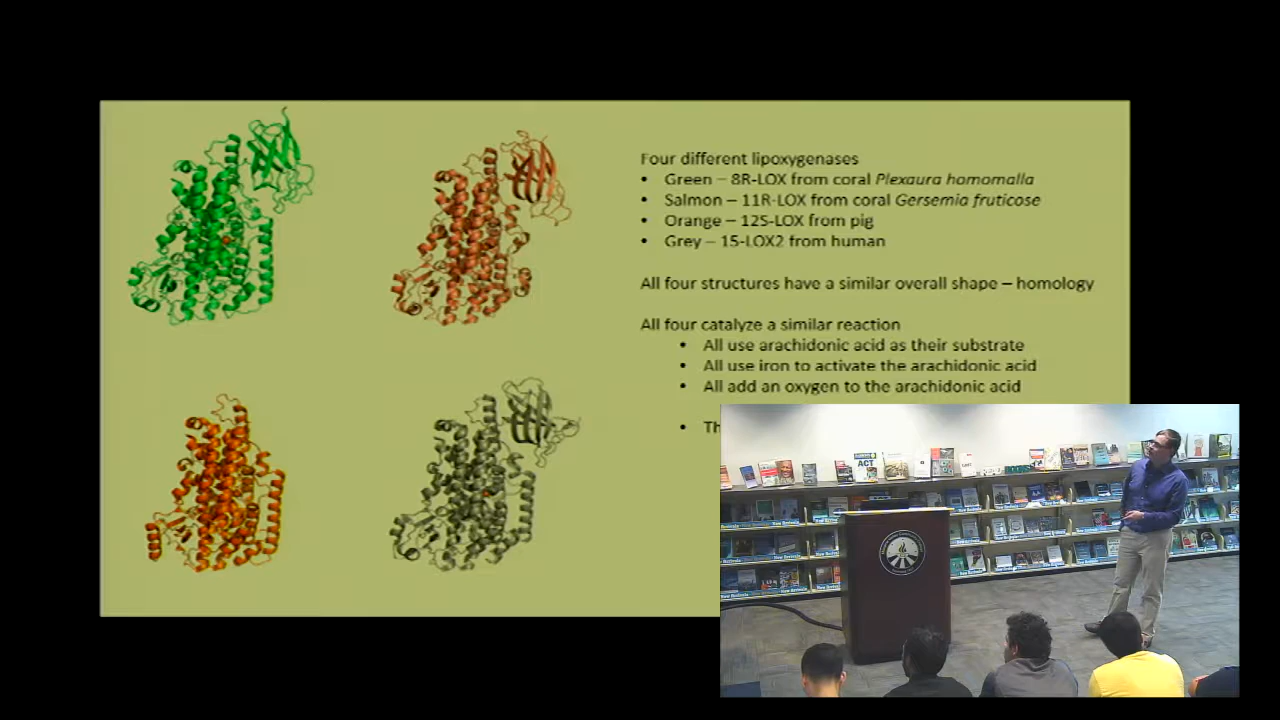 Four different lipoxygenases
• Green – 8R-LOX from coral Plexaura homomalla
• Salmon – 11R-LOX from coral Gersemia fruticose
• Orange – 12S-LOX from pig
• Grey – 15-LOX2 from human
All four structures have a similar overall shape – homology
All four catalyze a similar reaction
• All use arachidonic acid as their substrate
• All use iron to activate the arachidonic acid
• All add an oxygen to the arachidonic acid
• Th
ACT
New Arrivals